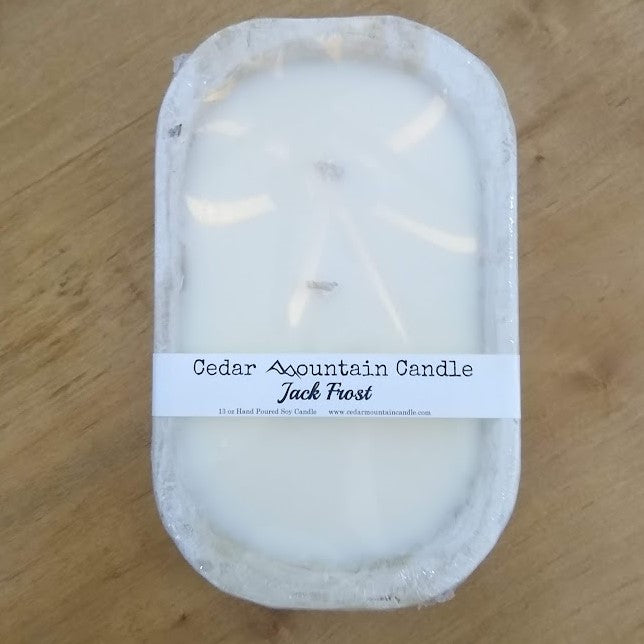 Cedar Mountain Candle
Jack Frost
13 oz Hand Poured Soy Candle www.cedarmountaincandle.com